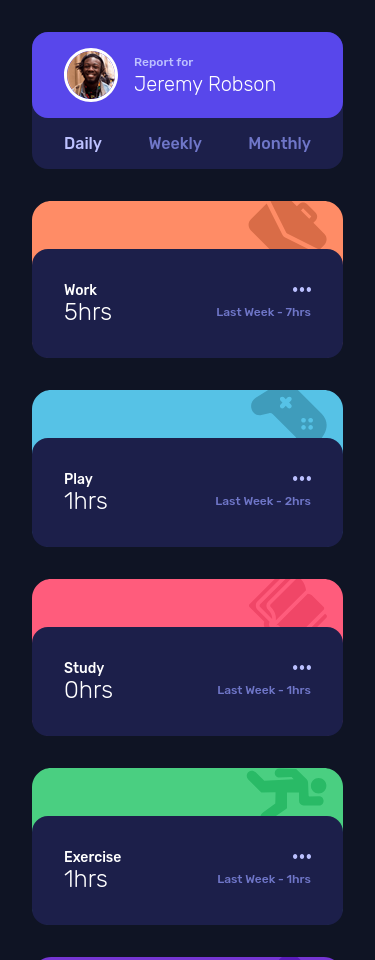 Report for
Jeremy Robson
Daily Weekly Monthly
Work
5hrs
Last Week - 7hrs
Play
1hrs
Last Week - 2hrs
Study
0hrs
Last Week - 1hrs
Exercise
1hrs
Last Week - 1hrs